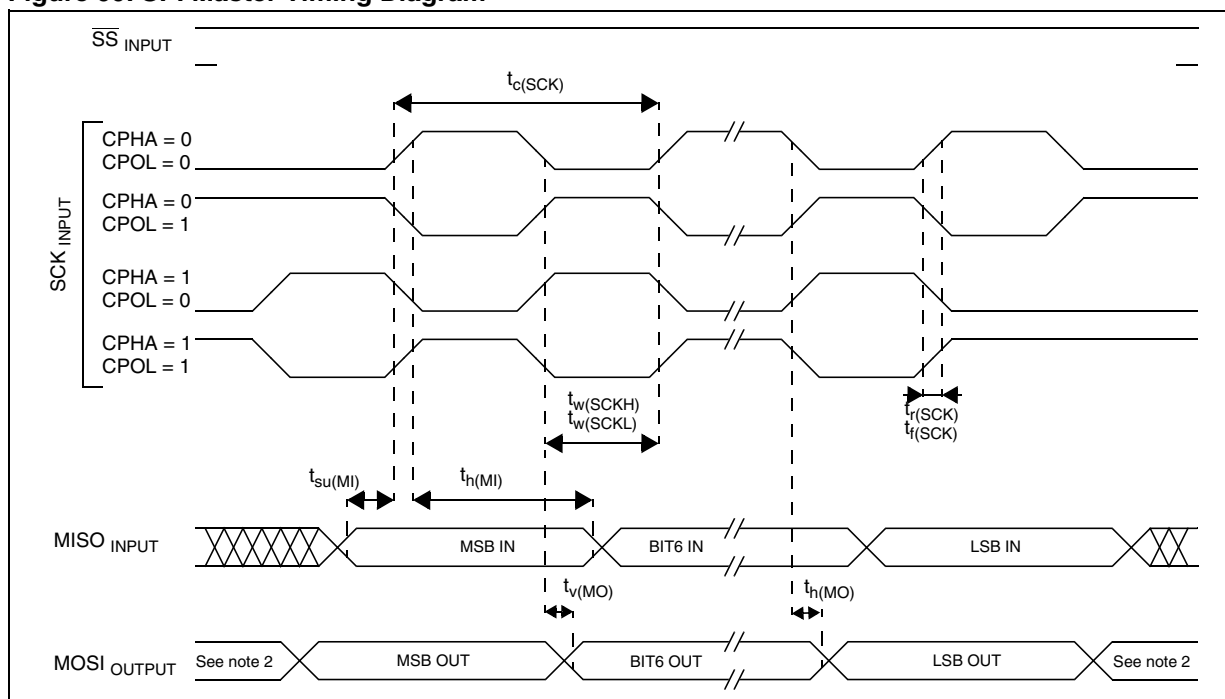 SS INPUT
tc(SCK)
SCK INPUT
CPHA = 0
CPOL = 0
CPHA = 0
CPOL = 1
CPHA = 1
CPOL = 0
CPHA = 1
CPOL = 1
tw(SCKH)
tw(SCKL)
tr(SCK)
tf(SCK)
tsu(MI)
th(MI)
MISO INPUT
MSB IN
BIT6 IN
LSB IN
tv(MO)
th(MO)
MOSI OUTPUT
See note 2
MSB OUT
BIT6 OUT
LSB OUT
See note 2